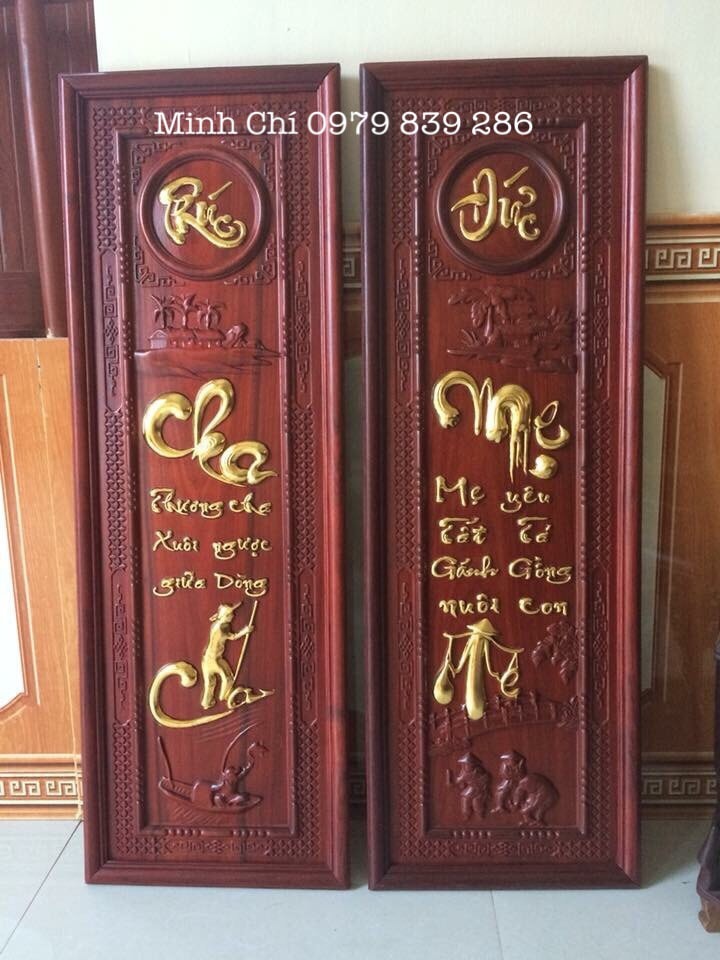 Minh Chí 0979 839 286
Phúc
Cha
Thương cha
Xuôi ngược
giữa Dòng
Cha
Đức
Mẹ
Mẹ yêu
Tất Tả
Gánh Gồng
nuôi con
Mẹ